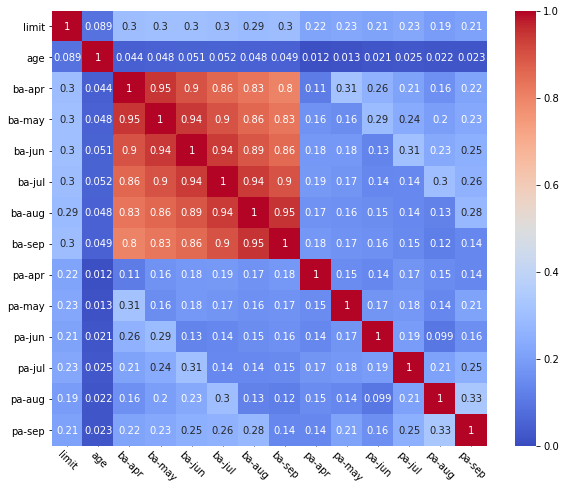 limit 1 0.089 0.3 0.3 0.3 0.3 0.29 0.3 0.22 0.23 0.21 0.23 0.19 0.21
age 0.089 1 0.044 0.048 0.051 0.052 0.048 0.049 0.012 0.013 0.021 0.025 0.022 0.023
ba-apr 0.3 0.044 1 0.95 0.9 0.86 0.83 0.8 0.11 0.31 0.26 0.21 0.16 0.22
ba-may 0.3 0.048 0.95 1 0.94 0.9 0.86 0.83 0.16 0.16 0.29 0.24 0.2 0.23
ba-jun 0.3 0.051 0.9 0.94 1 0.94 0.89 0.86 0.18 0.18 0.13 0.31 0.23 0.25
ba-jul 0.3 0.052 0.86 0.9 0.94 1 0.94 0.9 0.19 0.17 0.14 0.14 0.3 0.26
ba-aug 0.29 0.048 0.83 0.86 0.89 0.94 1 0.95 0.17 0.16 0.15 0.14 0.13 0.28
ba-sep 0.3 0.049 0.8 0.83 0.86 0.9 0.95 1 0.18 0.17 0.16 0.15 0.12 0.14
pa-apr 0.22 0.012 0.11 0.16 0.18 0.19 0.17 0.18 1 0.15 0.14 0.17 0.15 0.14
pa-may 0.23 0.013 0.31 0.16 0.18 0.17 0.16 0.17 0.15 1 0.17 0.18 0.14 0.21
pa-jun 0.21 0.021 0.26 0.29 0.13 0.14 0.15 0.16 0.14 0.17 1 0.19 0.099 0.16
pa-jul 0.23 0.025 0.21 0.24 0.31 0.14 0.14 0.15 0.17 0.18 0.19 1 0.21 0.25
pa-aug 0.19 0.022 0.16 0.2 0.23 0.3 0.13 0.12 0.15 0.14 0.099 0.21 1 0.33
pa-sep 0.21 0.023 0.22 0.23 0.25 0.26 0.28 0.14 0.14 0.21 0.16 0.25 0.33 1
limit age ba-apr ba-may ba-jun ba-jul ba-aug ba-sep pa-apr pa-may pa-jun pa-jul pa-aug pa-sep
1.0
0.8
0.6
0.4
0.2
0.0